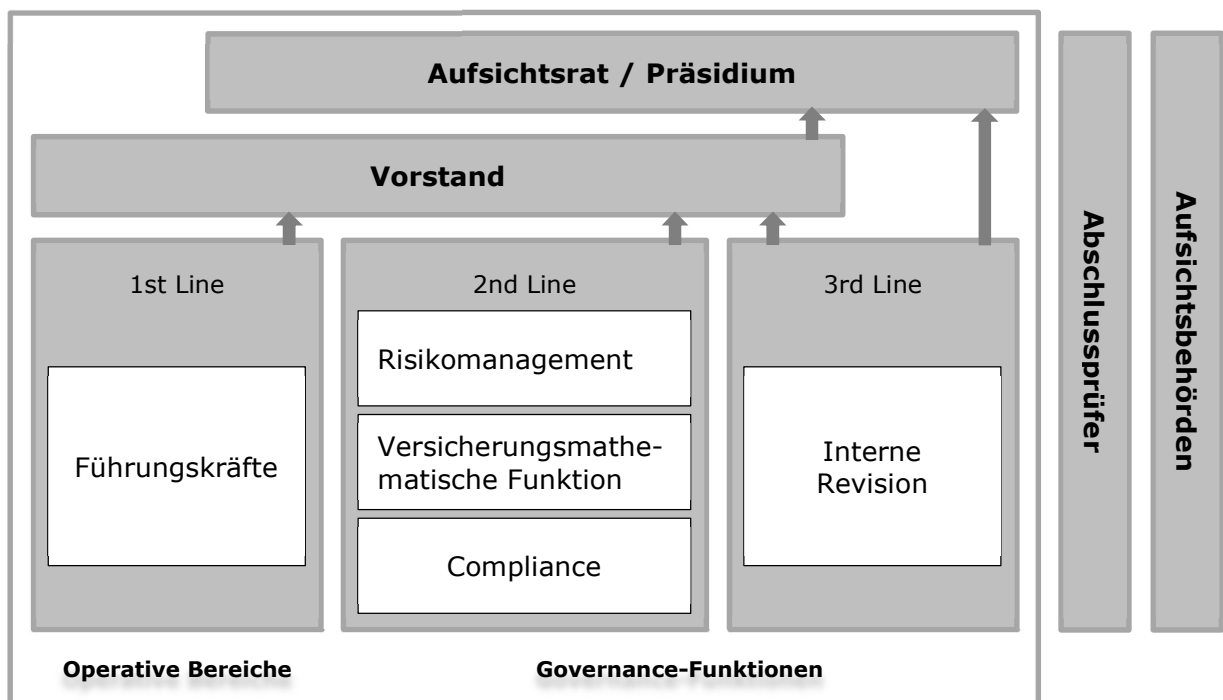 Aufsichtsrat / Präsidium
Vorstand
1st Line
Führungskräfte
2nd Line
Risikomanagement
Versicherungsmathe-
matische Funktion
Compliance
3rd Line
Interne
Revision
Operative Bereiche
Governance-Funktionen
Abschlussprüfer
Aufsichtsbehörden